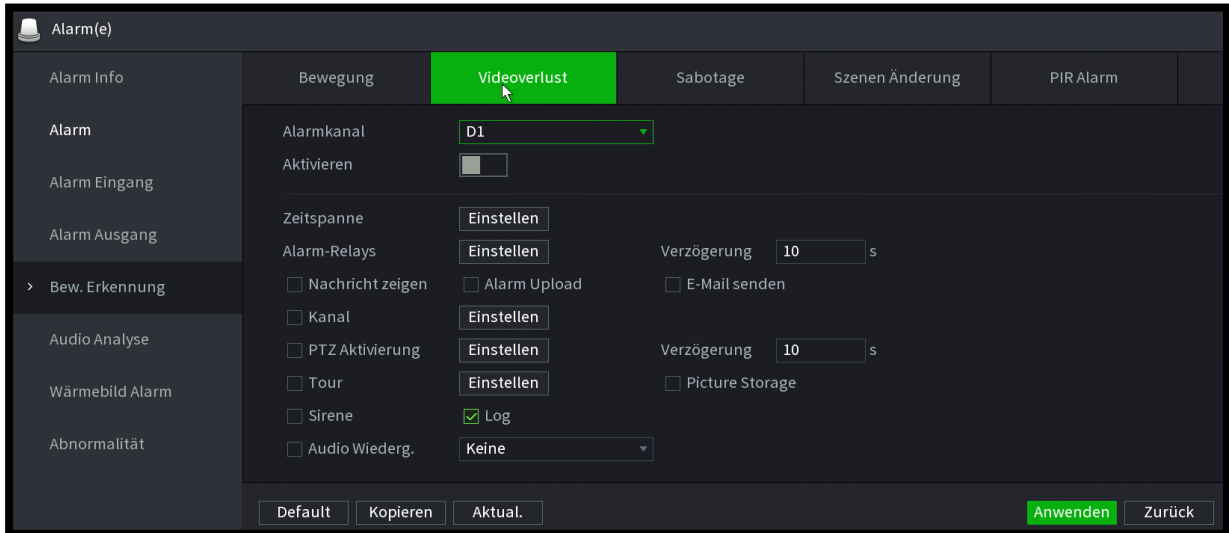 Alarm(e)
Alarm Info
Alarm
Alarm Eingang
Alarm Ausgang
Bew. Erkennung
Audio Analyse
Wärmebild Alarm
Abnormalität
Bewegung Videoverlust Sabotage Szenen Änderung PIR Alarm
Alarmkanal D1
Aktivieren
Zeitspanne Einstellen
Alarm-Relays Einstellen Verzögerung 10 s
Nachricht zeigen Alarm Upload E-Mail senden
Kanal Einstellen
PTZ Aktivierung Einstellen Verzögerung 10 s
Tour Einstellen Picture Storage
Sirene Log
Audio Wiederg. Keine
Default Kopieren Aktual. Anwenden Zurück